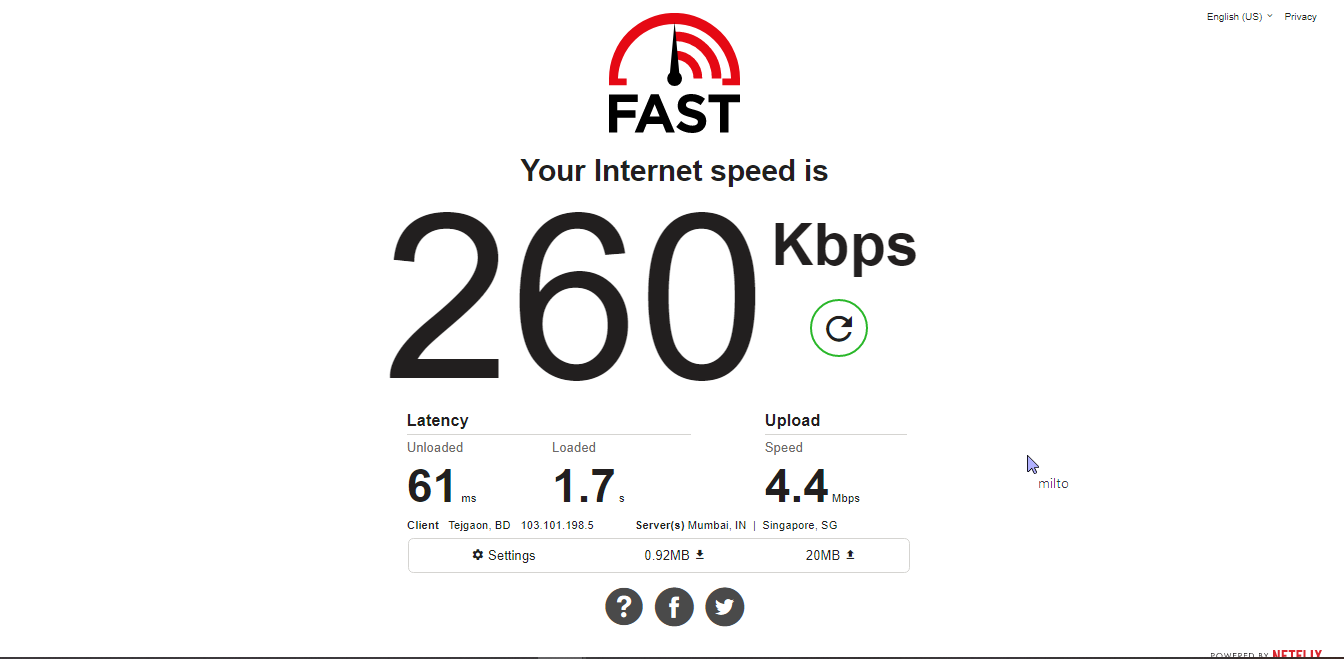 English (US) Privacy
FAST
Your Internet speed is
260 Kbps
Latency Upload
Unloaded Loaded Speed
61 ms 1.7 s 4.4 Mbps
Client Tejgaon, BD 103.101.198.5 Server(s) Mumbai, IN | Singapore, SG
Settings 0.92MB 20MB
milto
? f
POWERED BY NETFLIX